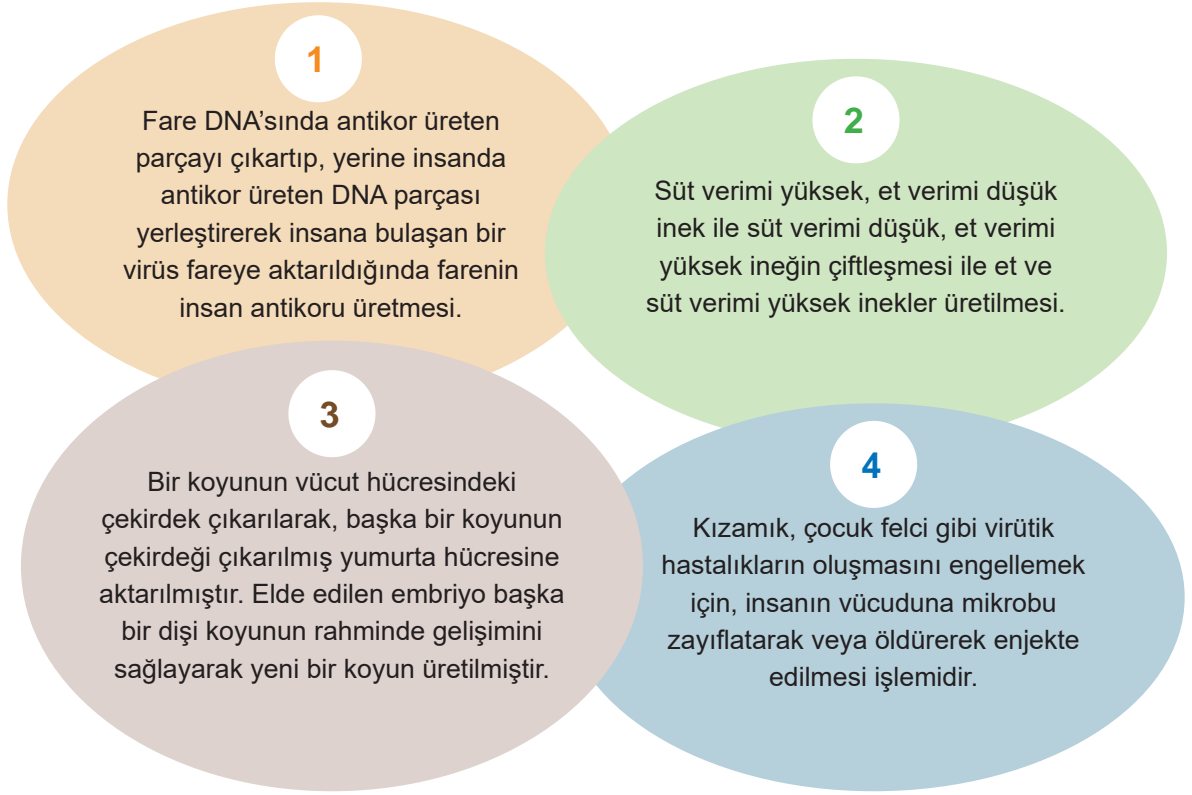 1
Fare DNA’sında antikor üreten
parçayı çıkartıp, yerine insanda
antikor üreten DNA parçası
yerleştirerek insana bulaşan bir
virüs fareye aktarıldığında farenin
insan antikoru üretmesi.
2
Süt verimi yüksek, et verimi düşük
inek ile süt verimi düşük, et verimi
yüksek ineğin çiftleşmesi ile et ve
süt verimi yüksek inekler üretilmesi.
3
Bir koyunun vücut hücresindeki
çekirdek çıkarılarak, başka bir koyunun
çekirdeği çıkarılmış yumurta hücresine
aktarılmıştır. Elde edilen embriyo başka
bir dişi koyunun rahminde gelişimini
sağlayarak yeni bir koyun üretilmiştir.
4
Kızamık, çocuk felci gibi virütik
hastalıkların oluşmasını engellemek
için, insanın vücuduna mikrobu
zayıflatarak veya öldürerek enjekte
edilmesi işlemidir.